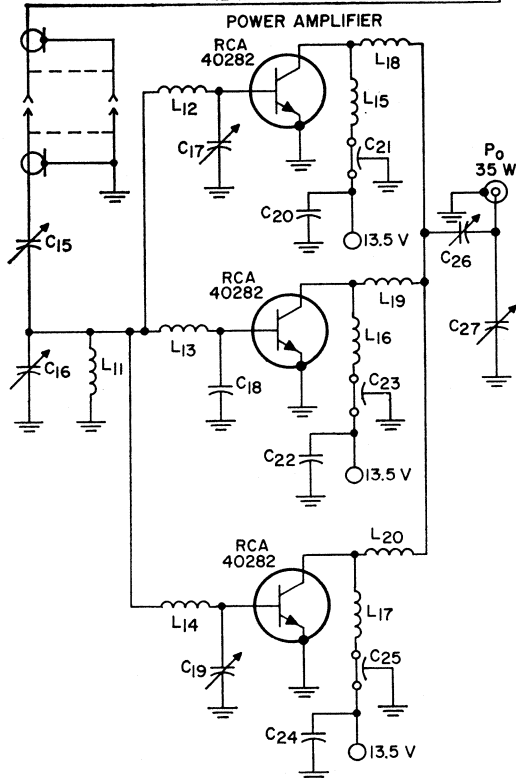 POWER AMPLIFIER
RCA
40282
L18
L12
L15
C17
C21
Po
35 W
C20
13.5 V
C15
C26
RCA
40282
L19
L13
L16
C27
C16
L11
C18
C23
C22
13.5 V
RCA
40282
L20
L14
L17
C19
C25
C24
13.5 V